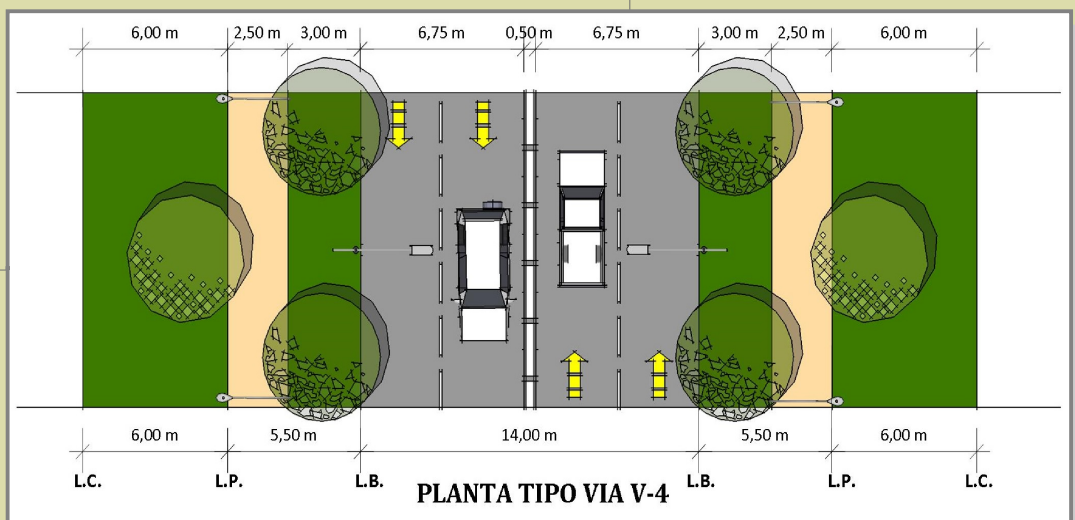 6,00 m 2,50 m 3,00 m 6,75 m 0,50 m 6,75 m 3,00 m 2,50 m 6,00 m
6,00 m 5,50 m 14,00 m 5,50 m 6,00 m
L.C. L.P. L.B. L.B. L.P. L.C.
PLANTA TIPO VIA V-4